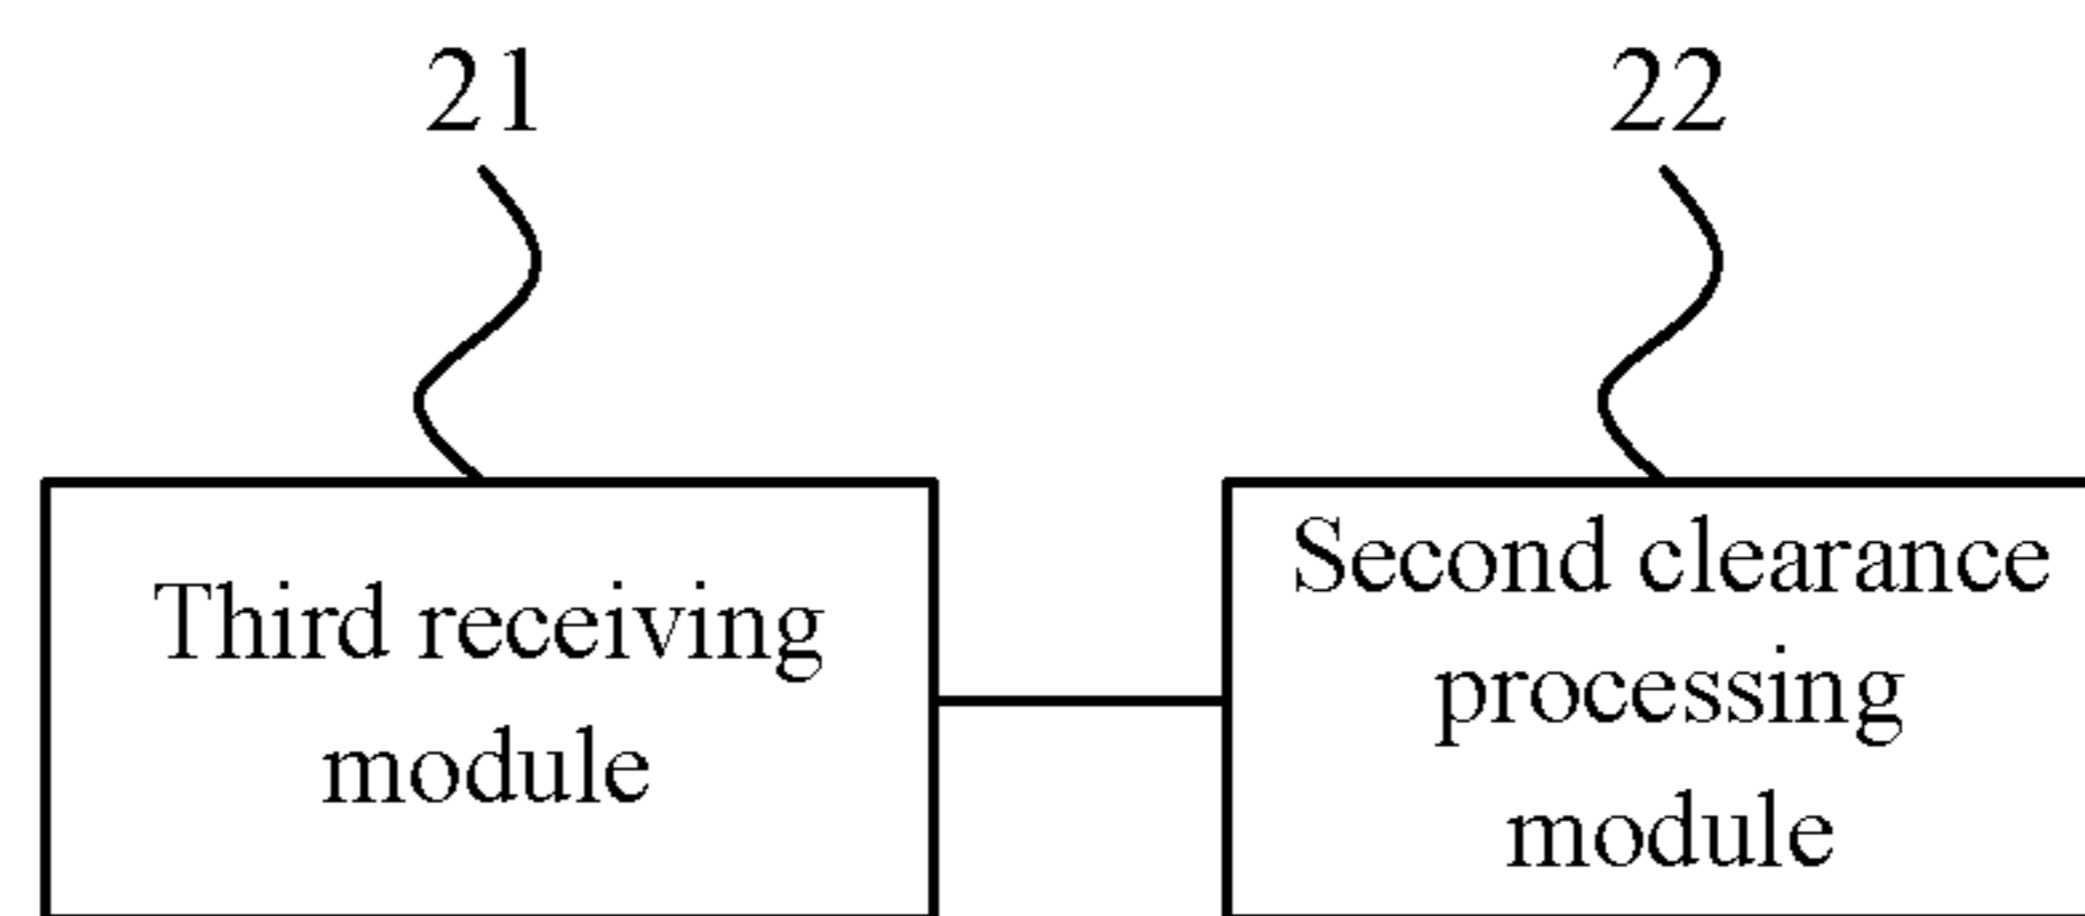 21
22
Third receiving
module
Second clearance
processing
module